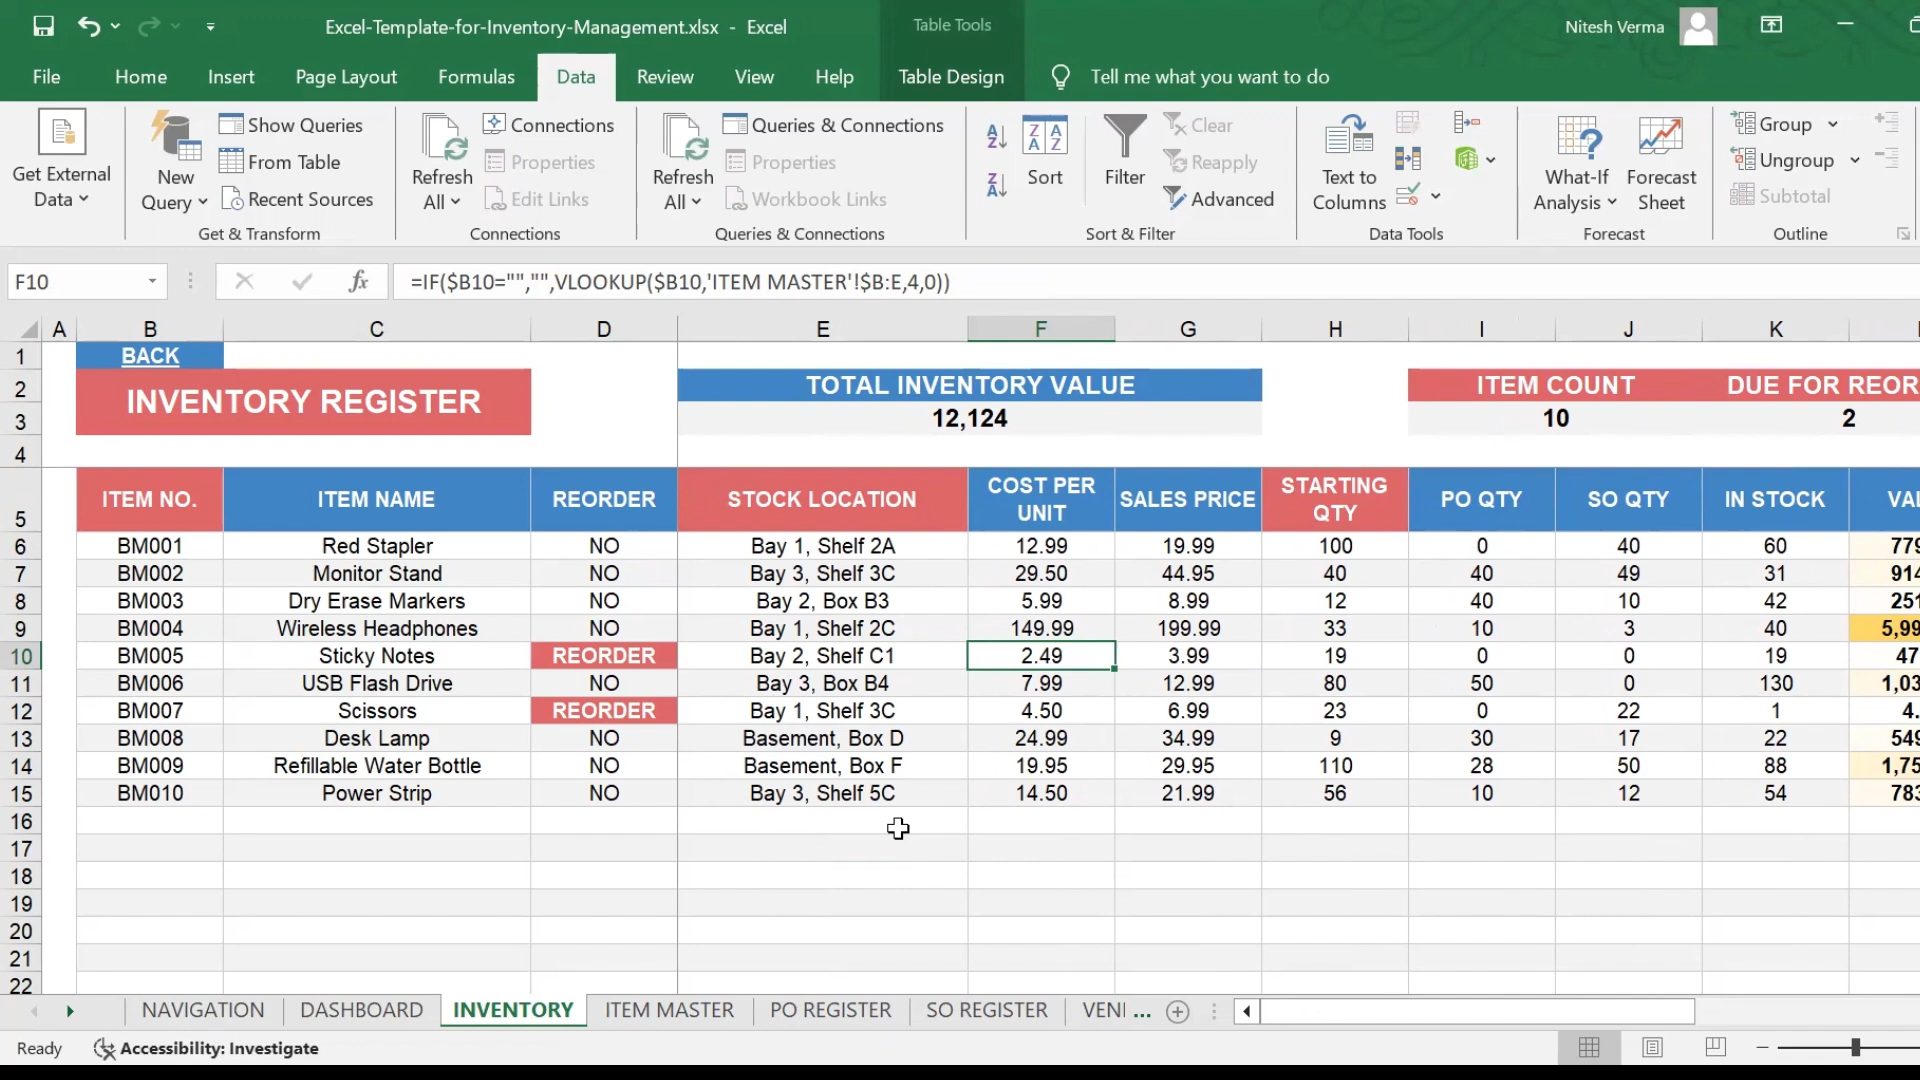 Excel-Template-for-Inventory-Management.xlsx - Excel
Table Tools
Nitesh Verma
File Home Insert Page Layout Formulas Data Review View Help Table Design Tell me what you want to do
Get External Data
New Query
Show Queries
From Table
Recent Sources
Get & Transform
Refresh All
Connections
Properties
Edit Links
Connections
Refresh All
Queries & Connections
Properties
Workbook Links
Queries & Connections
Sort
Filter
Clear
Reapply
Advanced
Sort & Filter
Text to Columns
Data Tools
What-If Analysis
Forecast Sheet
Forecast
Group
Ungroup
Subtotal
Outline
F10 fx =IF($B10="","",VLOOKUP($B10,'ITEM MASTER'!$B:E,4,0))
A B C D E F G H I J K
1 BACK
2 INVENTORY REGISTER TOTAL INVENTORY VALUE ITEM COUNT DUE FOR REOR
3 12,124 10 2
4
5 ITEM NO. ITEM NAME REORDER STOCK LOCATION COST PER UNIT SALES PRICE STARTING QTY PO QTY SO QTY IN STOCK VAL
6 BM001 Red Stapler NO Bay 1, Shelf 2A 12.99 19.99 100 0 40 60 779
7 BM002 Monitor Stand NO Bay 3, Shelf 3C 29.50 44.95 40 40 49 31 914
8 BM003 Dry Erase Markers NO Bay 2, Box B3 5.99 8.99 12 40 10 42 251
9 BM004 Wireless Headphones NO Bay 1, Shelf 2C 149.99 199.99 33 10 3 40 5,99
10 BM005 Sticky Notes REORDER Bay 2, Shelf C1 2.49 3.99 19 0 0 19 47
11 BM006 USB Flash Drive NO Bay 3, Box B4 7.99 12.99 80 50 0 130 1,03
12 BM007 Scissors REORDER Bay 1, Shelf 3C 4.50 6.99 23 0 22 1 4.
13 BM008 Desk Lamp NO Basement, Box D 24.99 34.99 9 30 17 22 549
14 BM009 Refillable Water Bottle NO Basement, Box F 19.95 29.95 110 28 50 88 1,75
15 BM010 Power Strip NO Bay 3, Shelf 5C 14.50 21.99 56 10 12 54 783
16
17
18
19
20
21
22
NAVIGATION DASHBOARD INVENTORY ITEM MASTER PO REGISTER SO REGISTER VENI ...
Ready Accessibility: Investigate